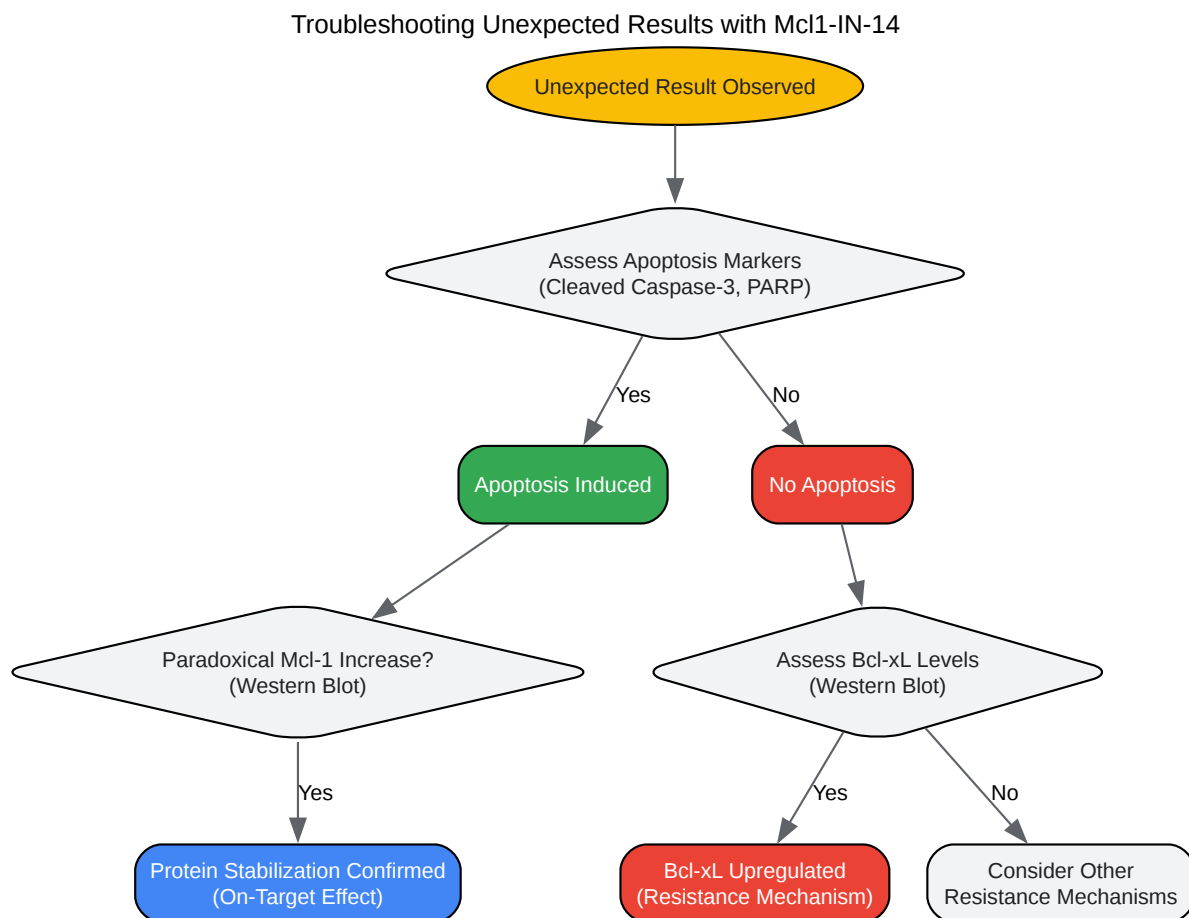 Troubleshooting Unexpected Results with Mcl1-IN-14
Unexpected Result Observed
Assess Apoptosis Markers
(Cleaved Caspase-3, PARP)
Yes
No
Apoptosis Induced
No Apoptosis
Paradoxical Mcl-1 Increase?
(Western Blot)
Assess Bcl-xL Levels
(Western Blot)
Yes
Yes
No
Protein Stabilization Confirmed
(On-Target Effect)
Bcl-xL Upregulated
(Resistance Mechanism)
Consider Other
Resistance Mechanisms